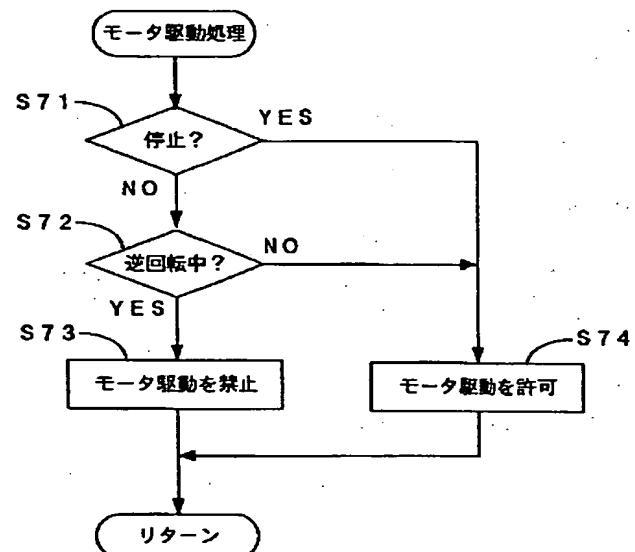 モータ駆動処理
S71
停止?
YES
NO
S72
逆回転中?
NO
YES
S73
モータ駆動を禁止
S74
モータ駆動を許可
リターン